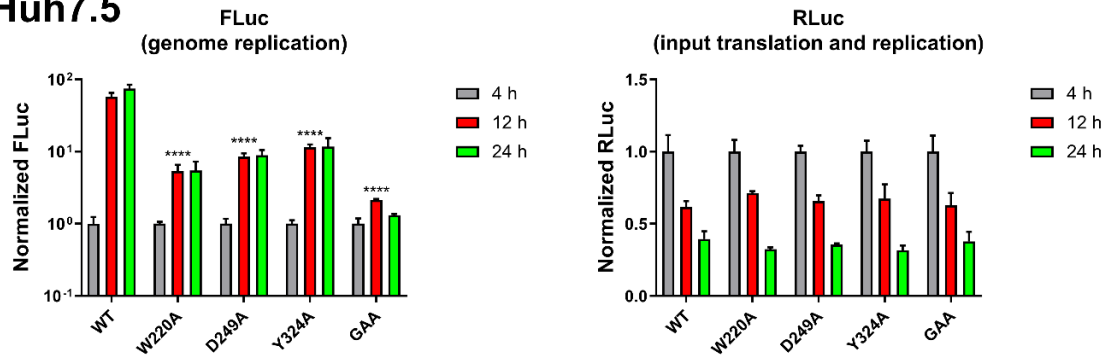 Huh7.5
FLuc
(genome replication)
Normalized FLuc
10²
10¹
10⁰
10⁻¹
****
****
****
****
WT
W220A
D249A
Y324A
GAA
4 h
12 h
24 h
RLuc
(input translation and replication)
Normalized RLuc
1.5
1.0
0.5
0.0
WT
W220A
D249A
Y324A
GAA
4 h
12 h
24 h